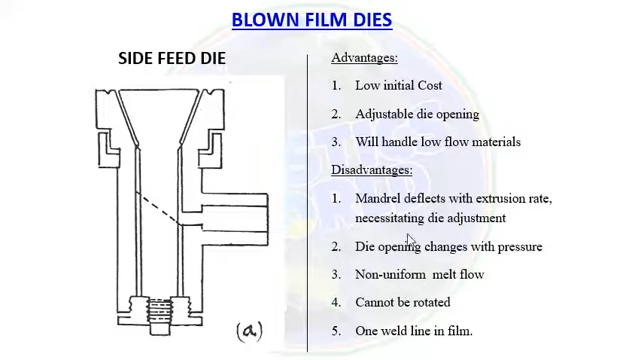 BLOWN FILM DIES
SIDE FEED DIE
(a)
Advantages:
1. Low initial Cost
2. Adjustable die opening
3. Will handle low flow materials
Disadvantages:
1. Mandrel deflects with extrusion rate,
necessitating die adjustment
2. Die opening changes with pressure
3. Non-uniform melt flow
4. Cannot be rotated
5. One weld line in film.